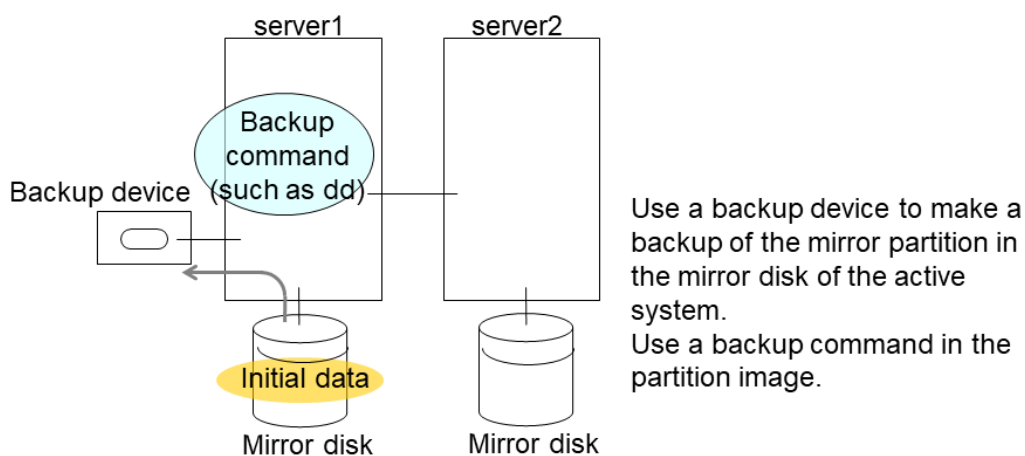 server1
server2
Backup
command
(such as dd)
Backup device
Initial data
Mirror disk
Mirror disk
Use a backup device to make a
backup of the mirror partition in
the mirror disk of the active
system.
Use a backup command in the
partition image.